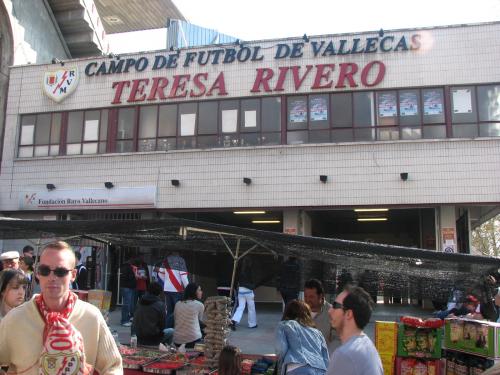 CAMPO DE FUTBOL DE VALLECAS
TERESA RIVERO
R
M
Fundación Rayo Vallecano